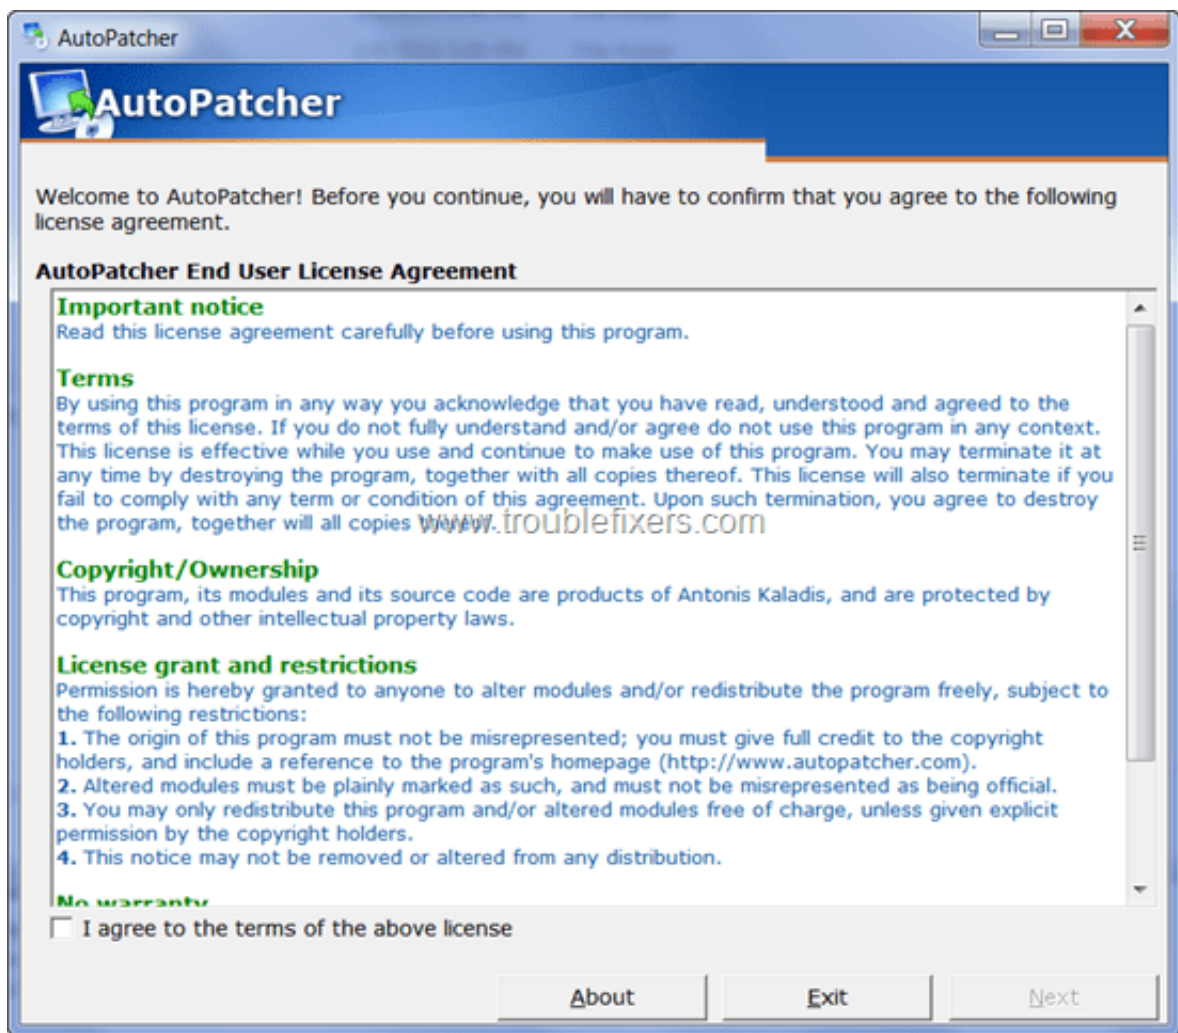 AutoPatcher
AutoPatcher
Welcome to AutoPatcher! Before you continue, you will have to confirm that you agree to the following
license agreement.
AutoPatcher End User License Agreement
Important notice
Read this license agreement carefully before using this program.
Terms
By using this program in any way you acknowledge that you have read, understood and agreed to the
terms of this license. If you do not fully understand and/or agree do not use this program in any context.
This license is effective while you use and continue to make use of this program. You may terminate it at
any time by destroying the program, together with all copies thereof. This license will also terminate if you
fail to comply with any term or condition of this agreement. Upon such termination, you agree to destroy
the program, together will all copies thereof.
www.troublefixers.com
Copyright/Ownership
This program, its modules and its source code are products of Antonis Kaladis, and are protected by
copyright and other intellectual property laws.
License grant and restrictions
Permission is hereby granted to anyone to alter modules and/or redistribute the program freely, subject to
the following restrictions:
1. The origin of this program must not be misrepresented; you must give full credit to the copyright
holders, and include a reference to the program's homepage (http://www.autopatcher.com).
2. Altered modules must be plainly marked as such, and must not be misrepresented as being official.
3. You may only redistribute this program and/or altered modules free of charge, unless given explicit
permission by the copyright holders.
4. This notice may not be removed or altered from any distribution.
No warranty
I agree to the terms of the above license
About
Exit
Next